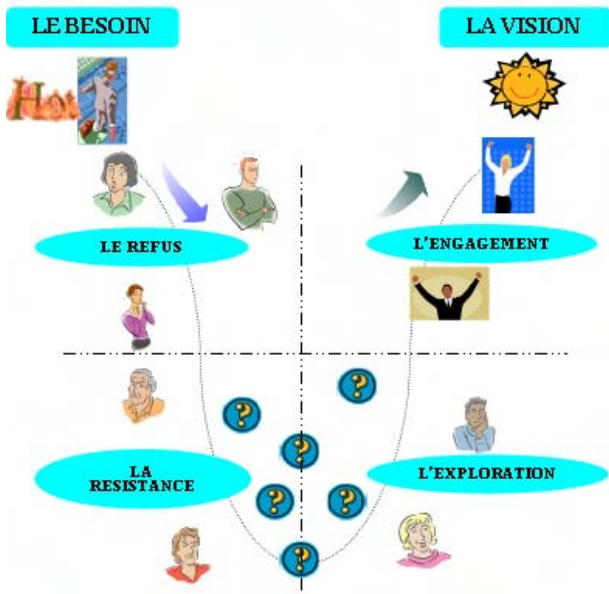 LE BESOIN
LA VISION
Hot
LE REFUS
L'ENGAGEMENT
?
?
?
?
?
?
LA
RESISTANCE
L'EXPLORATION